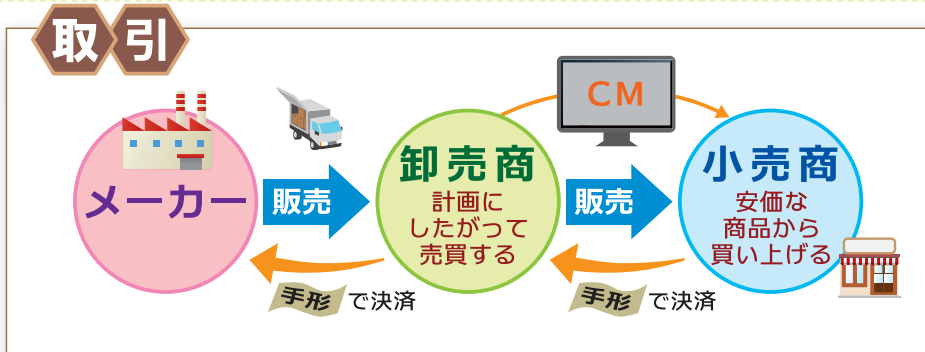 取引
CM
メーカー
販売
卸売商
計画に
したがって
売買する
販売
小売商
安価な
商品から
買い上げる
手形で決済
手形で決済